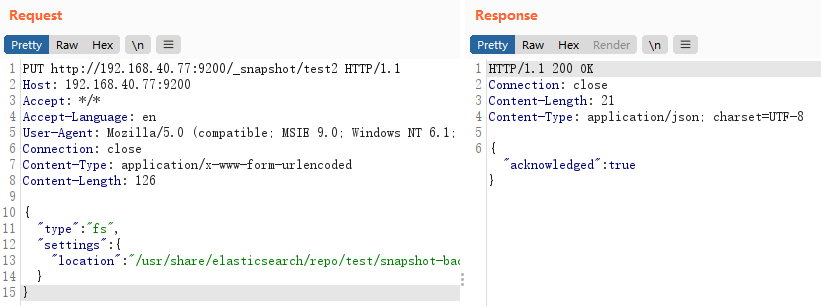 Request
Pretty Raw Hex \n
1 PUT http://192.168.40.77:9200/_snapshot/test2 HTTP/1.1
2 Host: 192.168.40.77:9200
3 Accept: */*
4 Accept-Language: en
5 User-Agent: Mozilla/5.0 (compatible; MSIE 9.0; Windows NT 6.1;
6 Connection: close
7 Content-Type: application/x-www-form-urlencoded
8 Content-Length: 126
9
10 {
11 "type":"fs",
12 "settings":{
13 "location":"/usr/share/elasticsearch/repo/test/snapshot-bac
14 }
15 }
Response
Pretty Raw Hex Render \n
1 HTTP/1.1 200 OK
2 Connection: close
3 Content-Length: 21
4 Content-Type: application/json; charset=UTF-8
5
6 {
"acknowledged":true
}